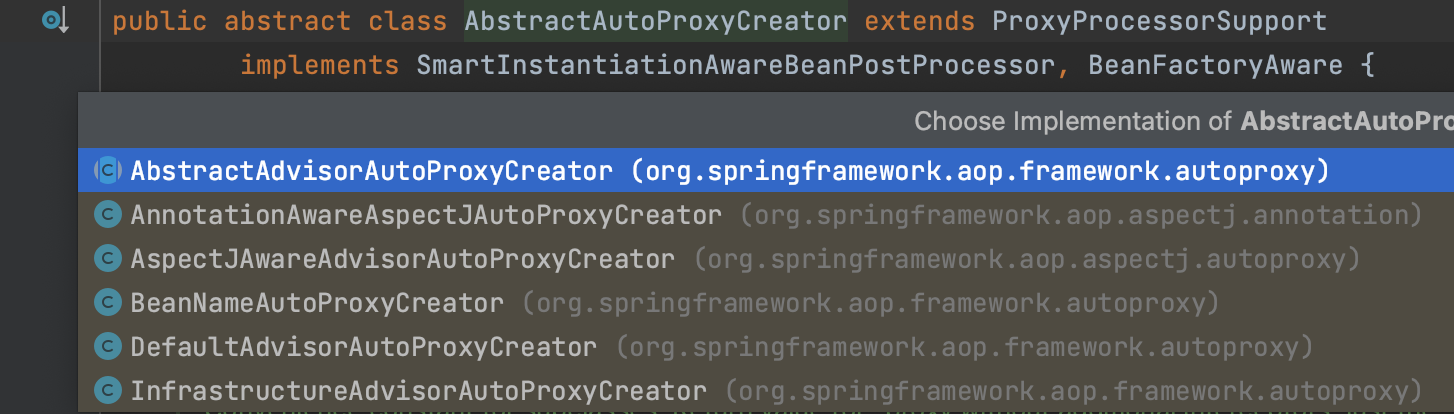 public abstract class AbstractAutoProxyCreator extends ProxyProcessorSupport
implements SmartInstantiationAwareBeanPostProcessor, BeanFactoryAware {
Choose Implementation of AbstractAutoPro
C AbstractAdvisorAutoProxyCreator (org.springframework.aop.framework.autoproxy)
C AnnotationAwareAspectJAutoProxyCreator (org.springframework.aop.aspectj.annotation)
C AspectJAwareAdvisorAutoProxyCreator (org.springframework.aop.aspectj.autoproxy)
C BeanNameAutoProxyCreator (org.springframework.aop.framework.autoproxy)
C DefaultAdvisorAutoProxyCreator (org.springframework.aop.framework.autoproxy)
C InfrastructureAdvisorAutoProxyCreator (org.springframework.aop.framework.autoproxy)